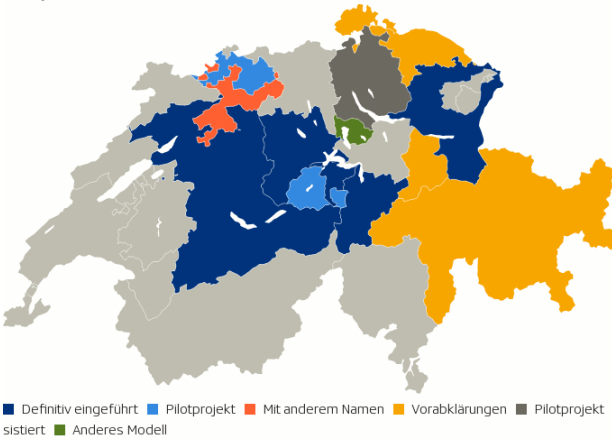 Definitiv eingeführt Pilotprojekt Mit anderem Namen Vorabklärungen Pilotprojekt
sistiert Anderes Modell